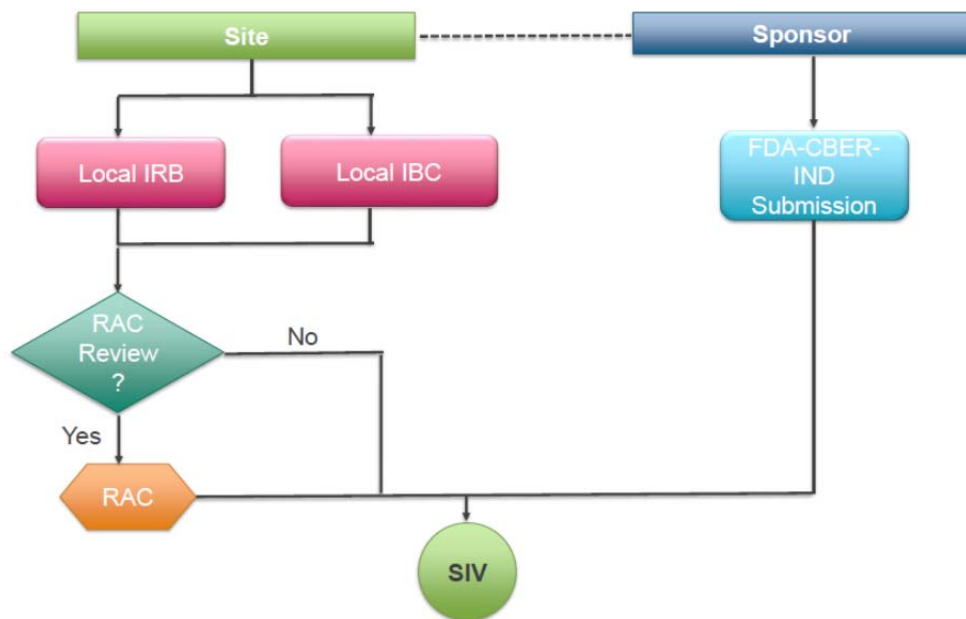 Site
Sponsor
Local IRB
Local IBC
FDA-CBER-
IND
Submission
RAC
Review
?
No
Yes
RAC
SIV